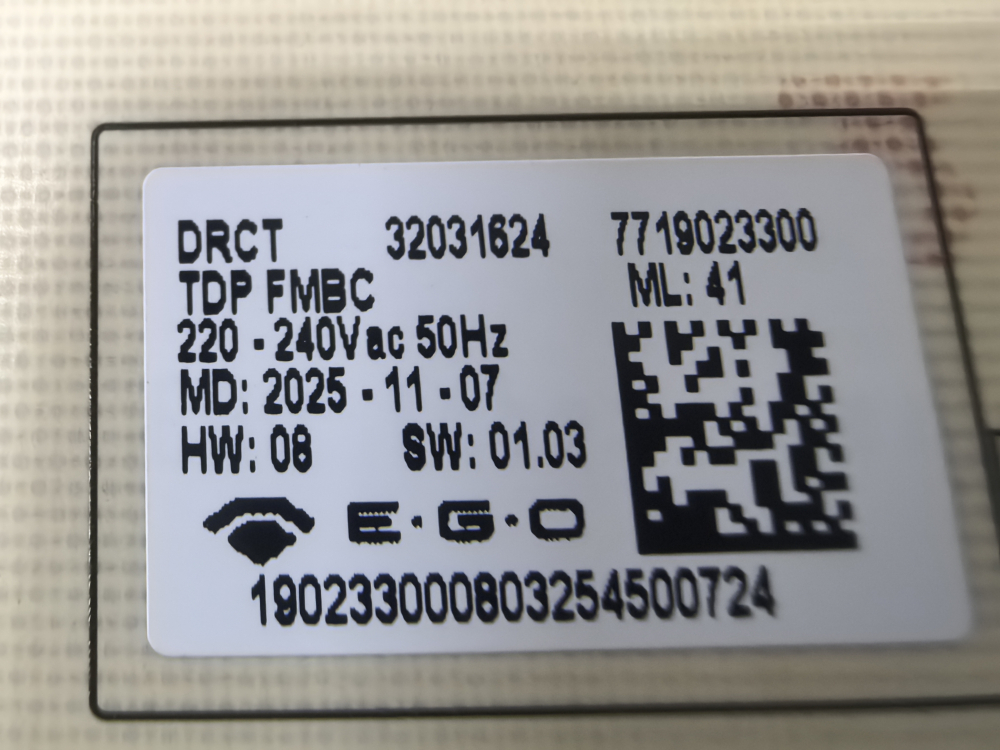 DRCT 32031624 7719023300
TDP FMBC ML: 41
220 - 240Vac 50Hz
MD: 2025 - 11 - 07
HW: 08 SW: 01.03
E·G·O
190233000803254500724